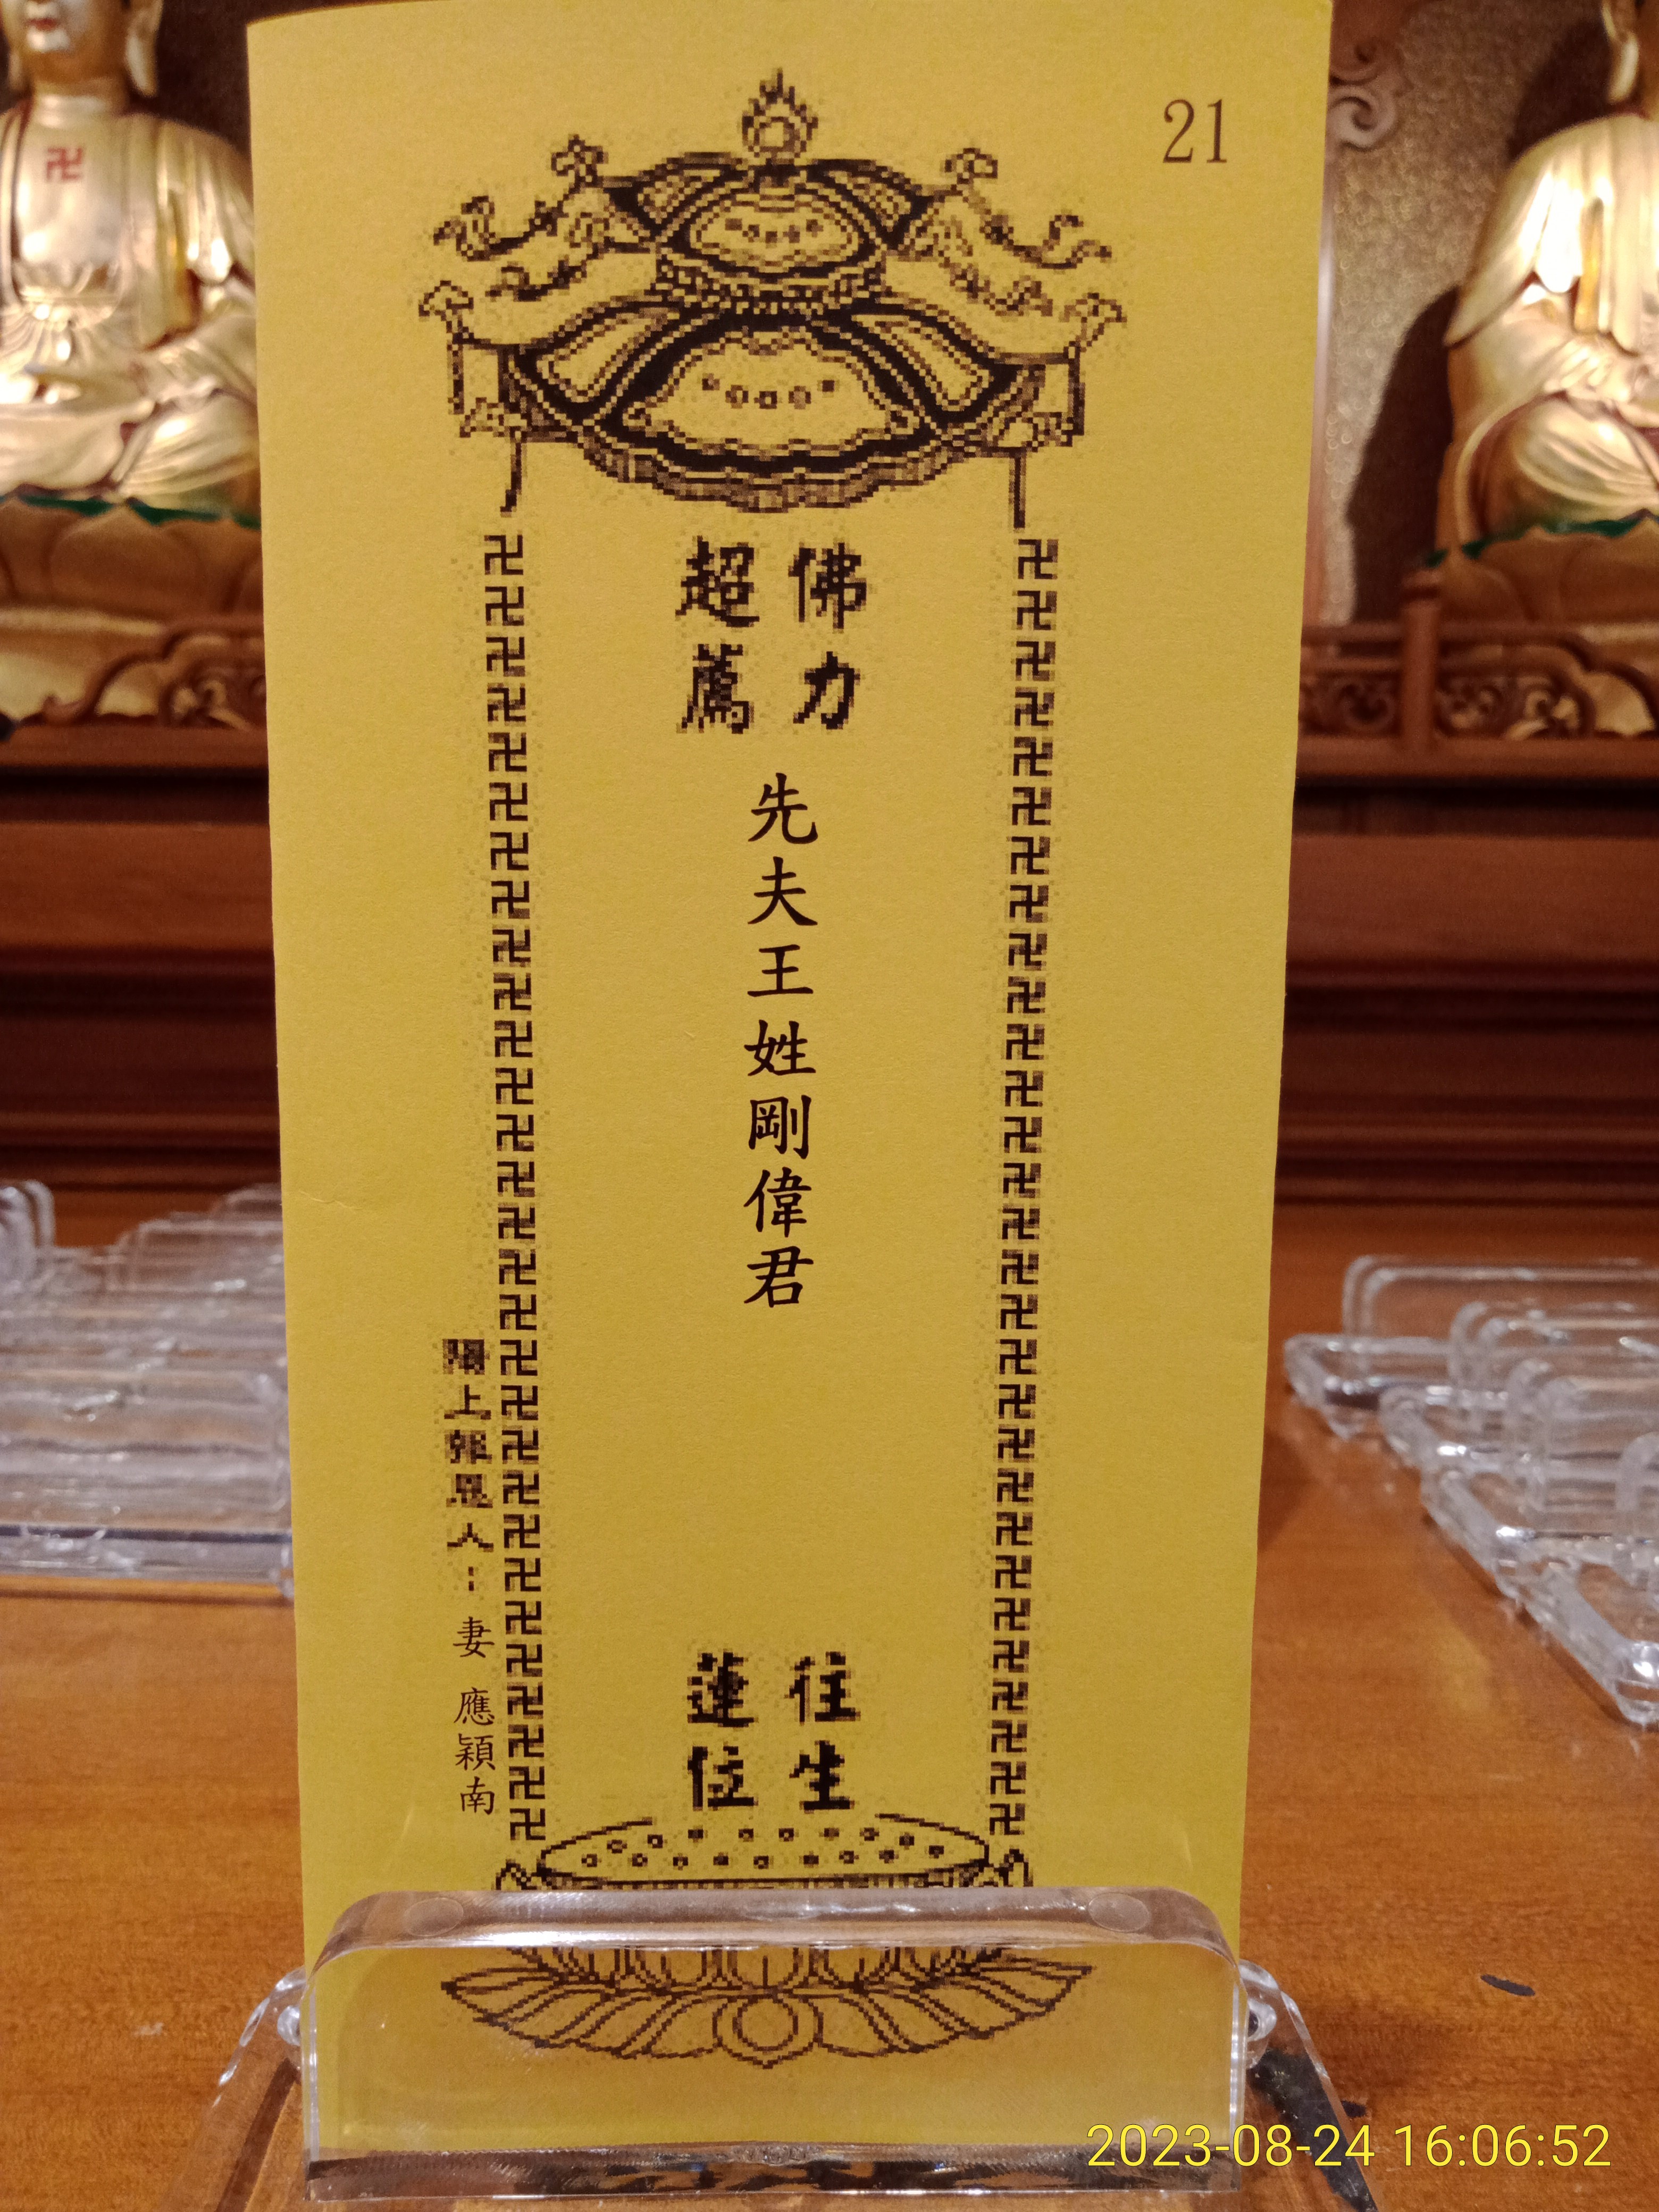 21
佛力
超薦
先夫王姓剛偉君
往生
蓮位
陽上報恩人：妻 應穎南
2023-08-24 16:06:52